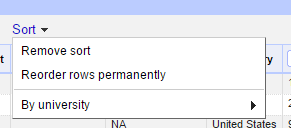 Sort
Remove sort
Reorder rows permanently
By university
NA United States